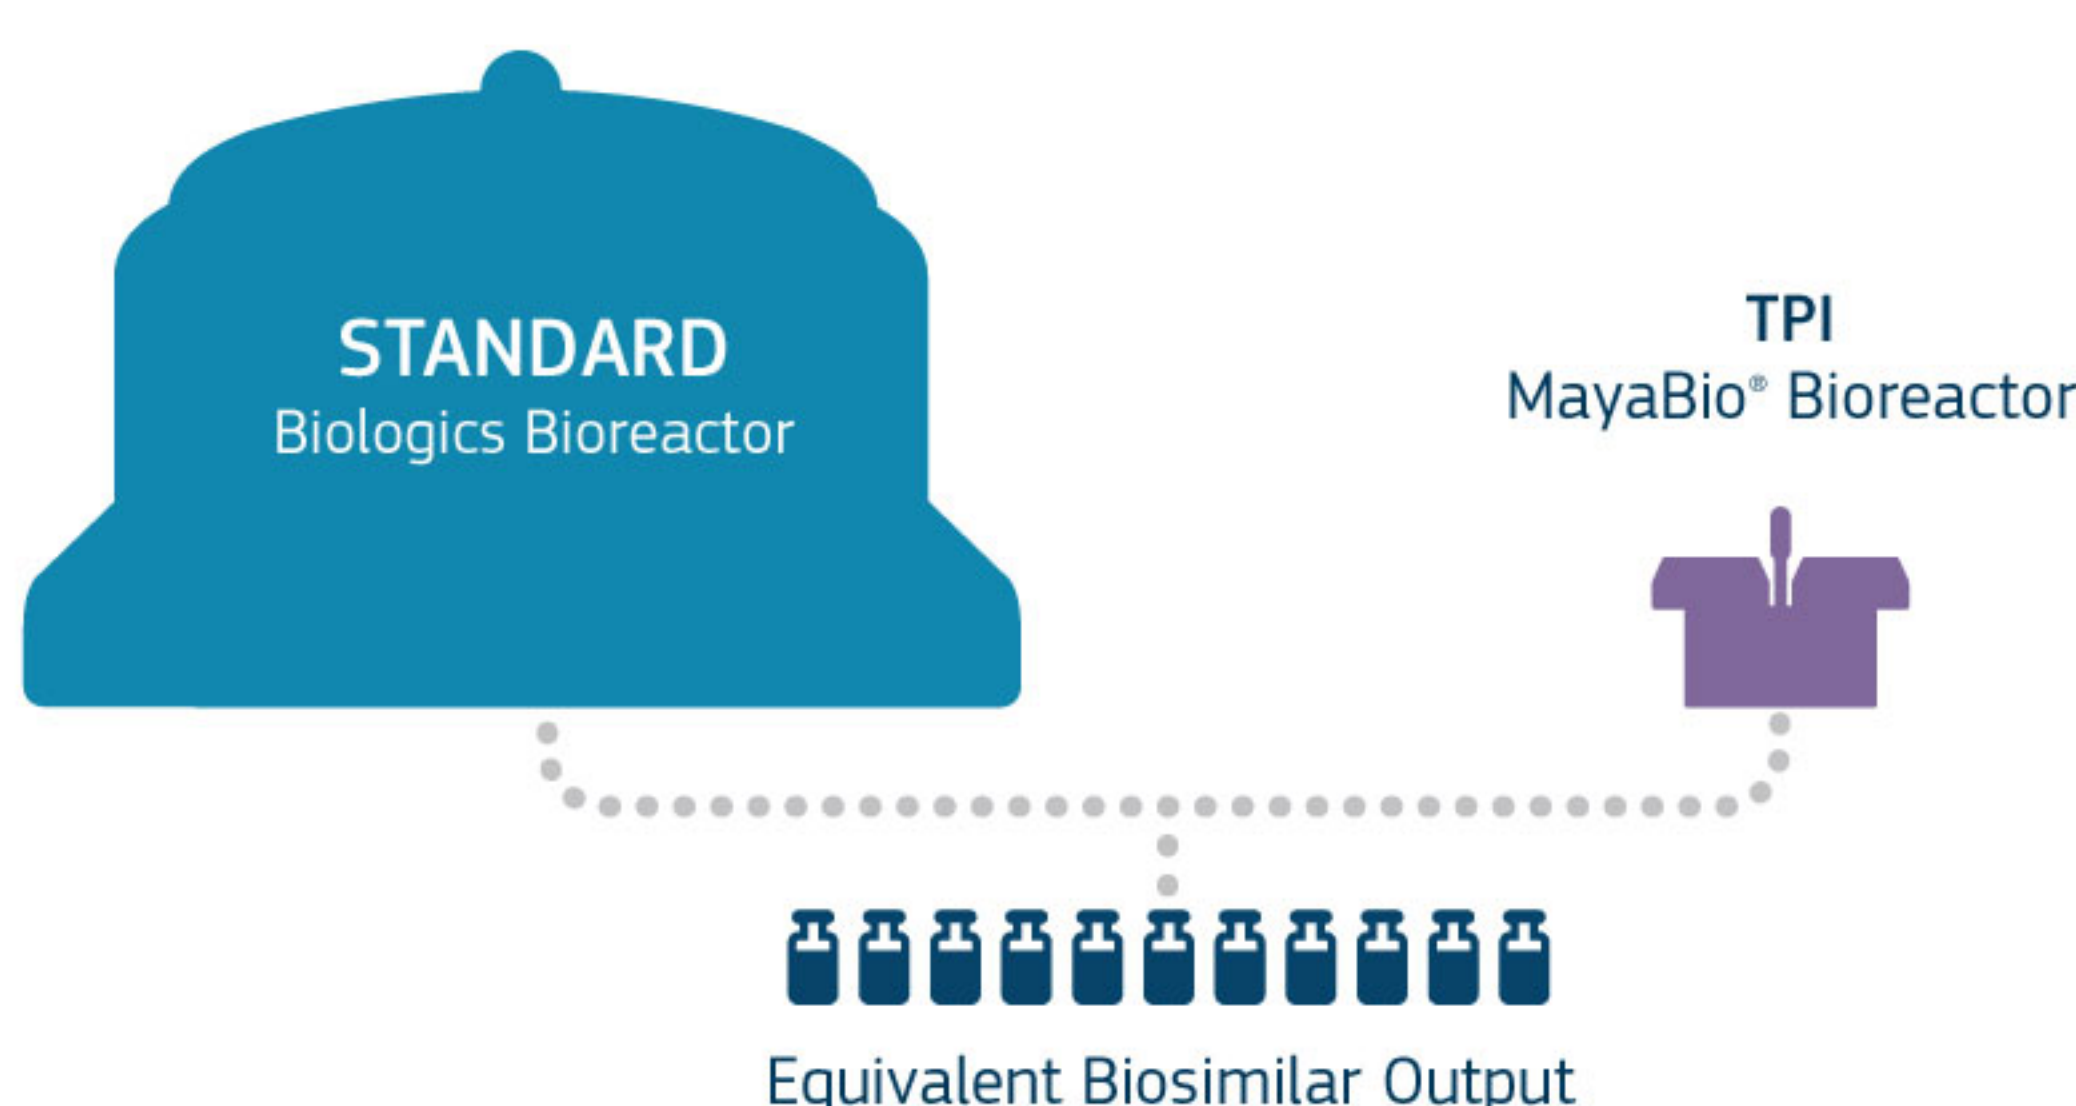 STANDARD
Biologics Bioreactor
TPI
MayaBio® Bioreactor
Equivalent Biosimilar Output